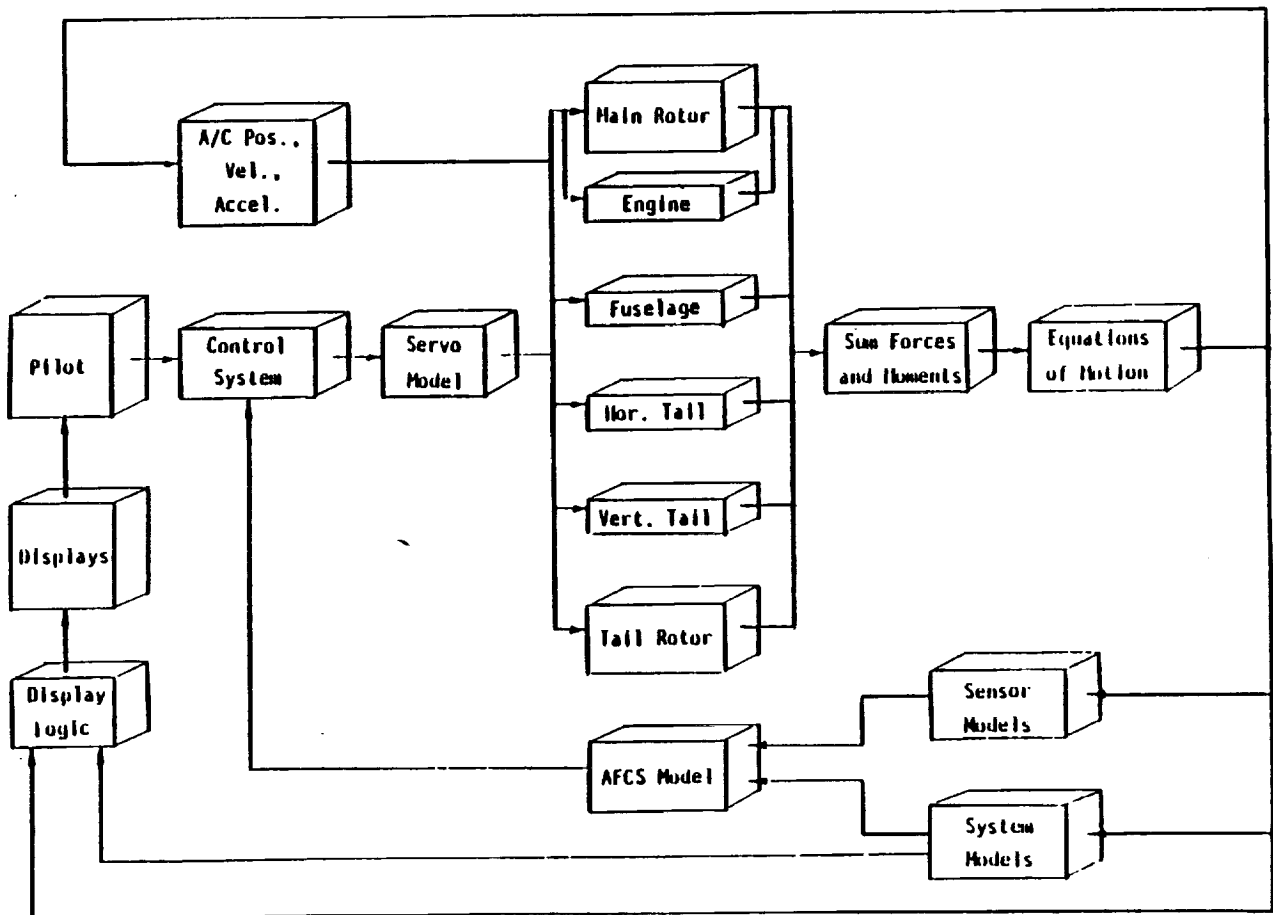 Main Rotor
A/C Pos.,
Vel.,
Accel.
Engine
Fuselage
Pilot
Control
System
Servo
Model
Sum Forces
and Moments
Equations
of Motion
Hor. Tail
Displays
Vert. Tail
Tail Rotor
Display
Logic
Sensor
Models
AFCS Model
System
Models